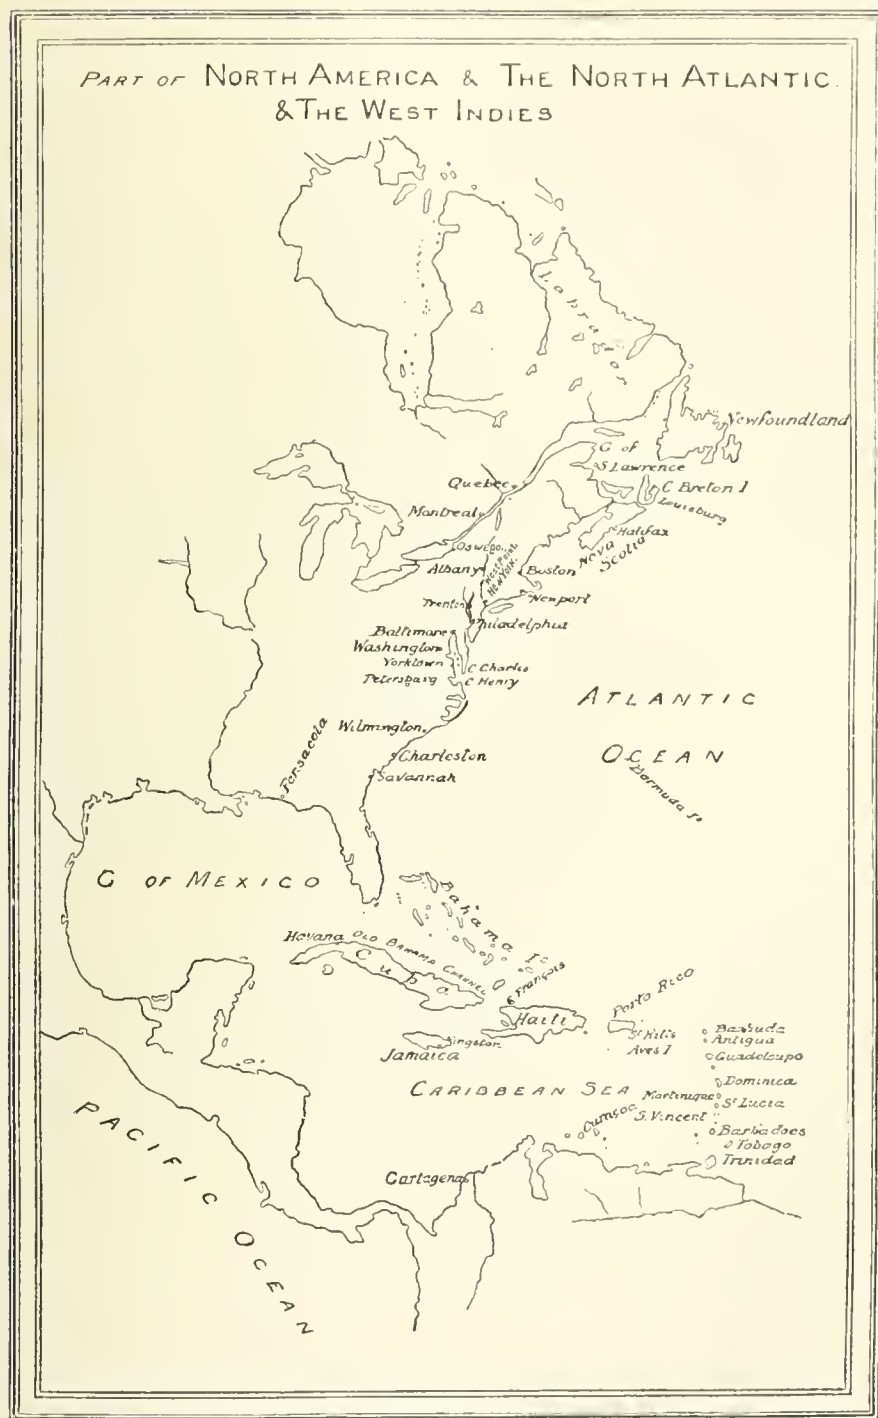 PART OF NORTH AMERICA & THE NORTH ATLANTIC.
& THE WEST INDIES
Labrador
Newfoundland
G of
S Lawrence
Quebec
C Breton I
Louisburg
Montreal
Halifax
Nova
Scotia
Oswego
West Point
New York
Albany
Boston
Trenton
Newport
Philadelphia
Baltimore
Washington
Yorktown
C Charles
Petersburg
C Henry
ATLANTIC
OCEAN
Wilmington
Pensacola
Charleston
Savannah
Bermuda Is
G OF MEXICO
Bahama Is
Havana
OLD BAHAMA CHANNEL
Cuba
C François
Porto Rico
Haiti
St Kitts
Aves I
Barbuda
Antigua
Guadeloupe
Kingston
Jamaica
CARIBBEAN SEA
Dominica
Martinique
St Lucia
S. Vincent
Curaçoa
Barbadoes
Tobago
Trinidad
Cartagena
PACIFIC OCEAN